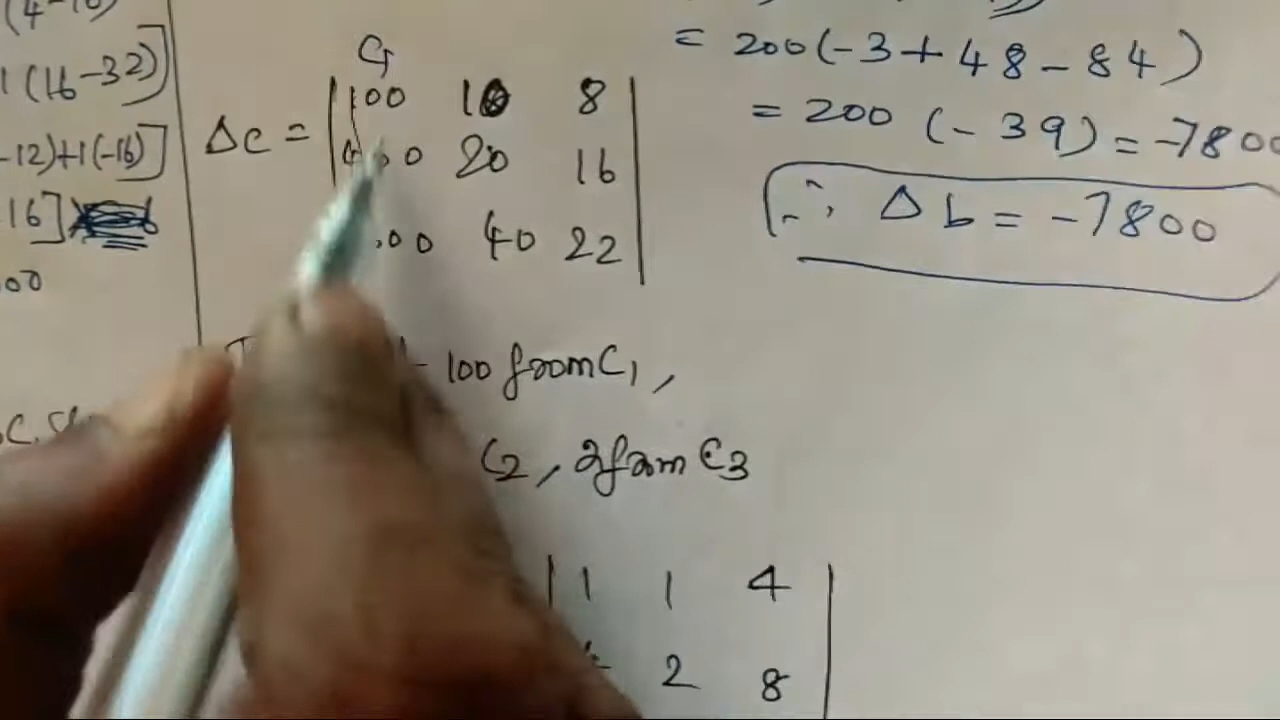 1(16-32)
-12)+1(-16)]
16]
00
C1
Δc = | 100 10 8 |
00 20 16
00 40 22
100 from C1,
C2, 2 from C3
| 1 1 4 |
2 8
= 200(-3+48-84)
= 200 (-39) = -7800
∴ Δb = -7800